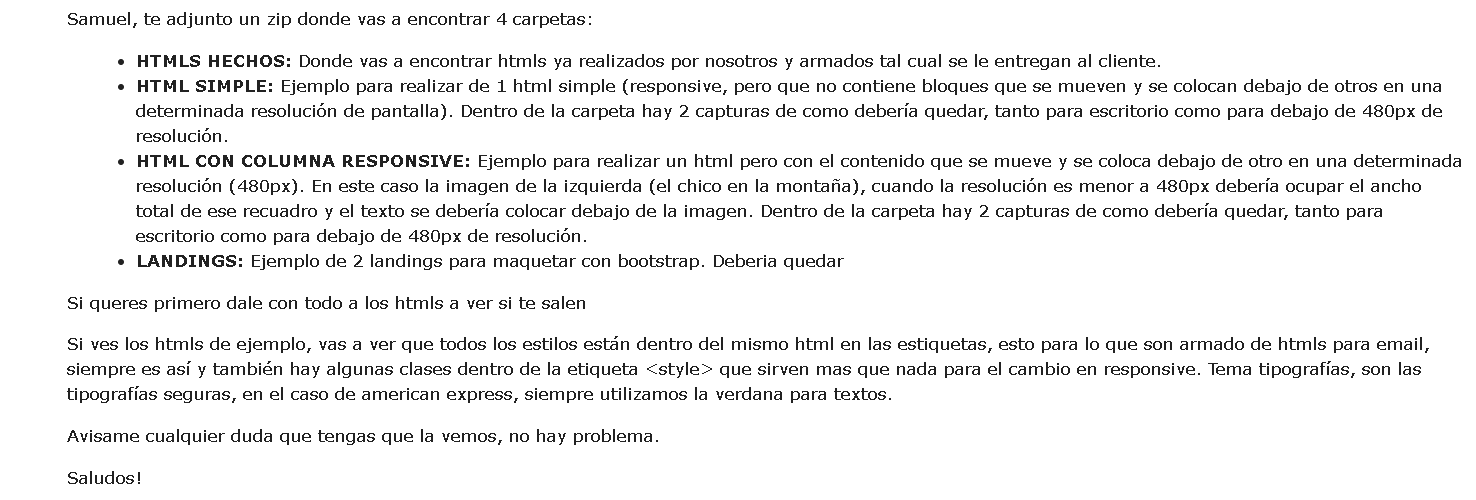 Samuel, te adjunto un zip donde vas a encontrar 4 carpetas:
• HTMLS HECHOS: Donde vas a encontrar htmls ya realizados por nosotros y armados tal cual se le entregan al cliente.
• HTML SIMPLE: Ejemplo para realizar de 1 html simple (responsive, pero que no contiene bloques que se mueven y se colocan debajo de otros en una
determinada resolución de pantalla). Dentro de la carpeta hay 2 capturas de como debería quedar, tanto para escritorio como para debajo de 480px de
resolución.
• HTML CON COLUMNA RESPONSIVE: Ejemplo para realizar un html pero con el contenido que se mueve y se coloca debajo de otro en una determinada
resolución (480px). En este caso la imagen de la izquierda (el chico en la montaña), cuando la resolución es menor a 480px debería ocupar el ancho
total de ese recuadro y el texto se debería colocar debajo de la imagen. Dentro de la carpeta hay 2 capturas de como debería quedar, tanto para
escritorio como para debajo de 480px de resolución.
• LANDINGS: Ejemplo de 2 landings para maquetar con bootstrap. Deberia quedar
Si queres primero dale con todo a los htmls a ver si te salen
Si ves los htmls de ejemplo, vas a ver que todos los estilos están dentro del mismo html en las estiquetas, esto para lo que son armado de htmls para email,
siempre es así y también hay algunas clases dentro de la etiqueta <style> que sirven mas que nada para el cambio en responsive. Tema tipografías, son las
tipografías seguras, en el caso de american express, siempre utilizamos la verdana para textos.
Avisame cualquier duda que tengas que la vemos, no hay problema.
Saludos!